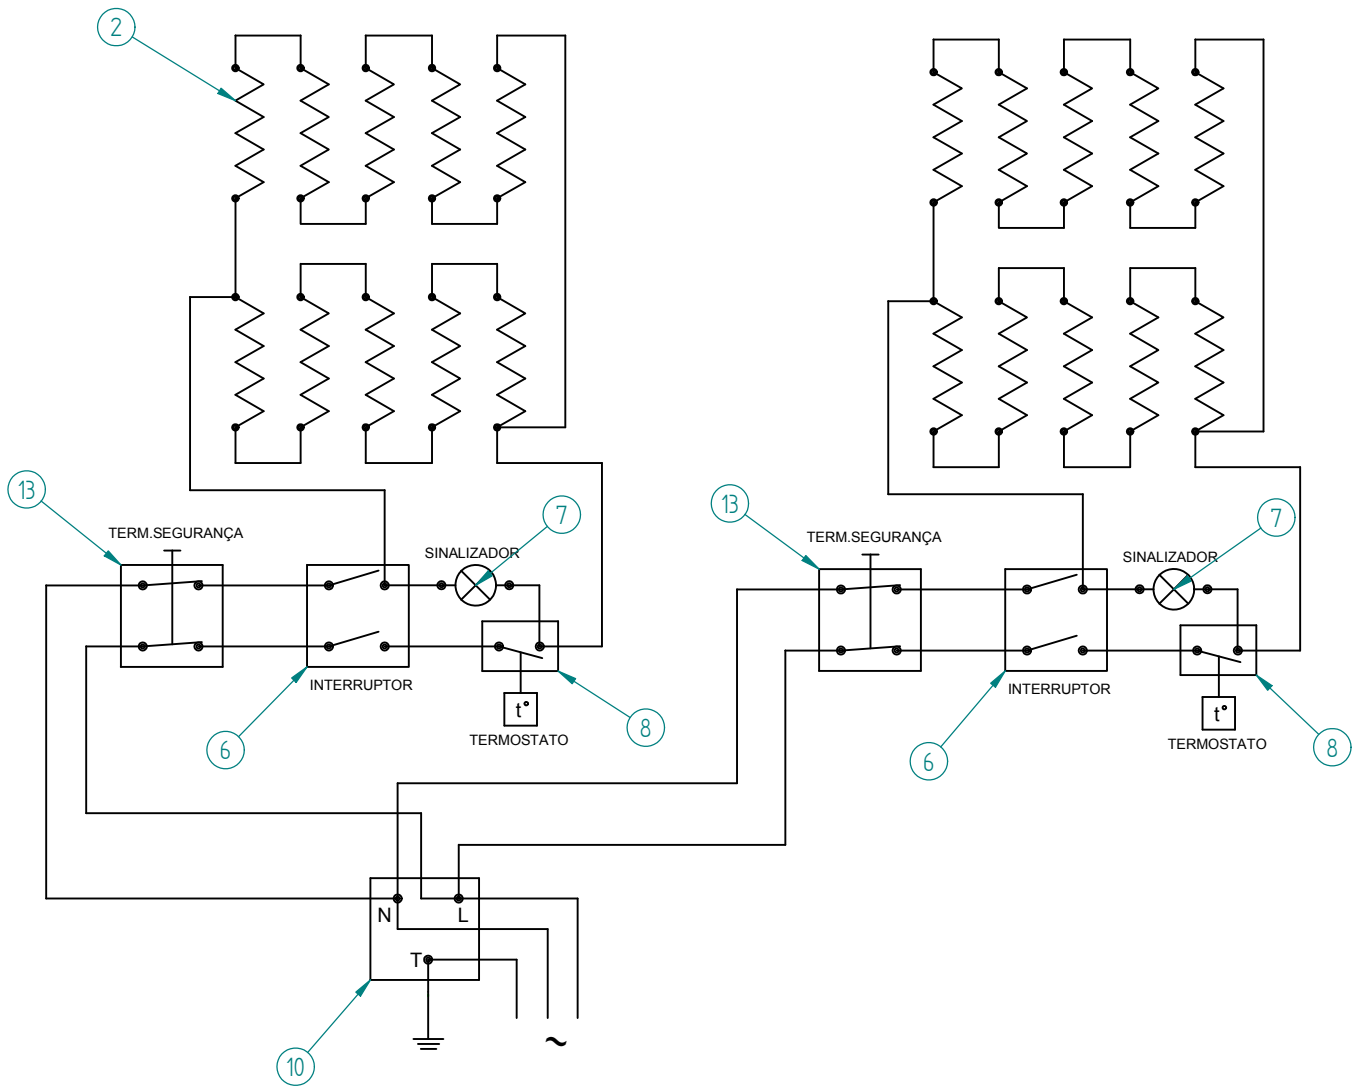 2
13
TERM.SEGURANÇA
7
SINALIZADOR
INTERRUPTOR
6
t°
TERMOSTATO
8
13
TERM.SEGURANÇA
7
SINALIZADOR
INTERRUPTOR
6
t°
TERMOSTATO
8
N
L
T
10
~